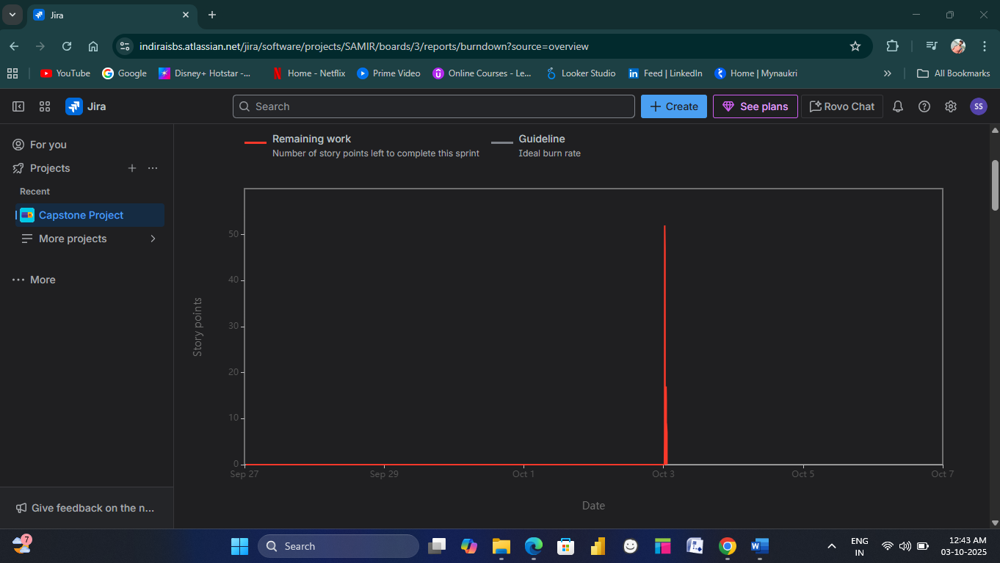 Jira
indiraisbs.atlassian.net/jira/software/projects/SAMIR/boards/3/reports/burndown?source=overview
YouTube
Google
Disney+ Hotstar -...
Home - Netflix
Prime Video
Online Courses - Le...
Looker Studio
Feed | LinkedIn
Home | Mynaukri
All Bookmarks
Jira
Search
Create
See plans
Rovo Chat
SS
For you
Projects
Recent
Capstone Project
More projects
More
Give feedback on the n...
Remaining work
Number of story points left to complete this sprint
Guideline
Ideal burn rate
Story points
50
40
30
20
10
0
Sep 27
Sep 29
Oct 1
Oct 3
Oct 5
Oct 7
Date
7
Search
ENG
IN
12:43 AM
03-10-2025